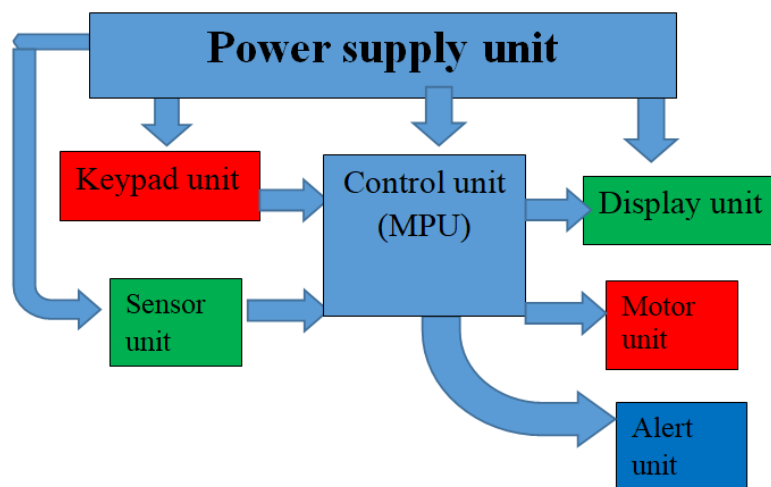 Power supply unit
Keypad unit
Control unit
(MPU)
Display unit
Sensor
unit
Motor
unit
Alert
unit